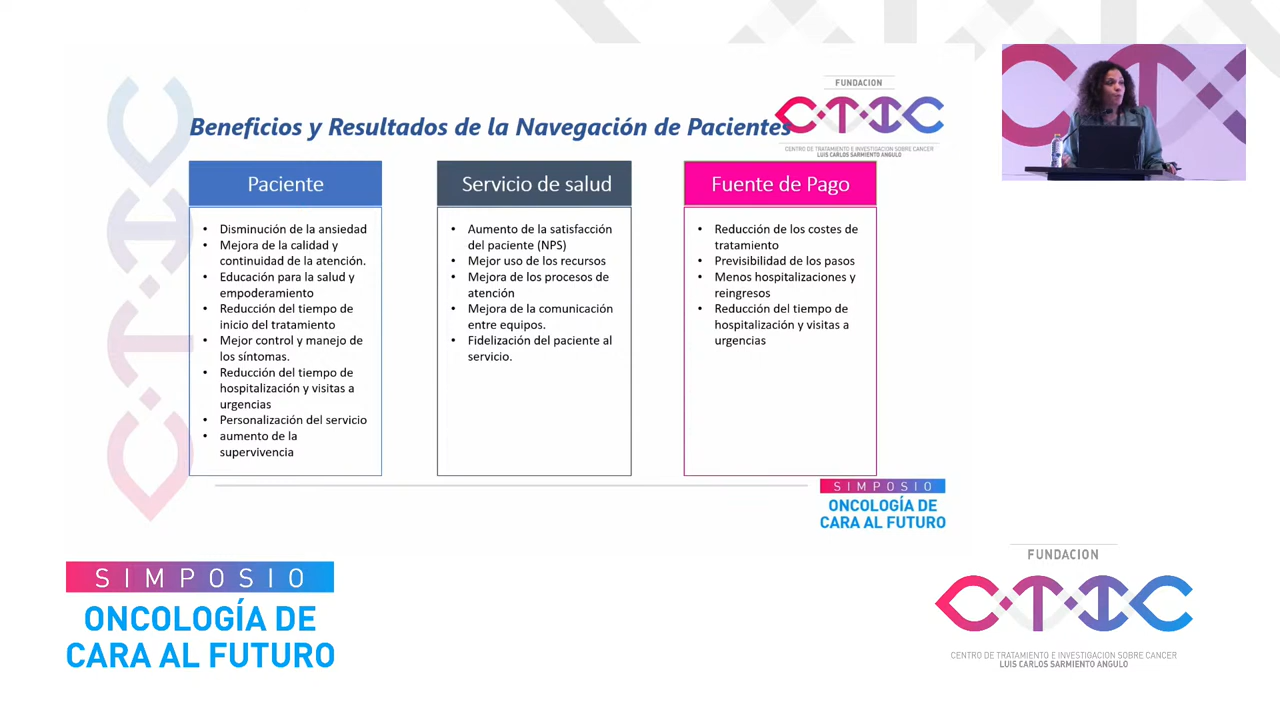 FUNDACION
CTIC
CENTRO DE TRATAMIENTO E INVESTIGACION SOBRE CANCER
LUIS CARLOS SARMIENTO ANGULO
Beneficios y Resultados de la Navegación de Pacientes
Paciente
• Disminución de la ansiedad
• Mejora de la calidad y
continuidad de la atención.
• Educación para la salud y
empoderamiento
• Reducción del tiempo de
inicio del tratamiento
• Mejor control y manejo de
los síntomas.
• Reducción del tiempo de
hospitalización y visitas a
urgencias
• Personalización del servicio
• aumento de la
supervivencia
Servicio de salud
• Aumento de la satisfacción
del paciente (NPS)
• Mejor uso de los recursos
• Mejora de los procesos de
atención
• Mejora de la comunicación
entre equipos.
• Fidelización del paciente al
servicio.
Fuente de Pago
• Reducción de los costes de
tratamiento
• Previsibilidad de los pasos
• Menos hospitalizaciones y
reingresos
• Reducción del tiempo de
hospitalización y visitas a
urgencias
CTIC
SIMPOSIO
ONCOLOGÍA DE
CARA AL FUTURO
SIMPOSIO
ONCOLOGÍA DE
CARA AL FUTURO
FUNDACION
CTIC
CENTRO DE TRATAMIENTO E INVESTIGACION SOBRE CANCER
LUIS CARLOS SARMIENTO ANGULO